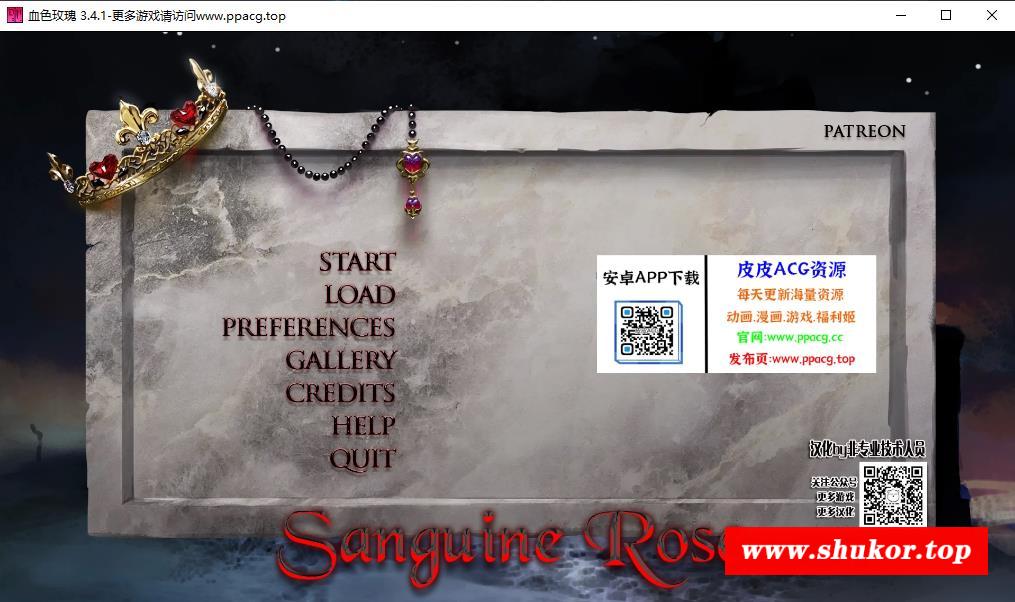 血色玫瑰 3.4.1-更多游戏请访问www.ppacg.top
PATREON
START
LOAD
PREFERENCES
GALLERY
CREDITS
HELP
QUIT
安卓APP下载
皮皮ACG资源
每天更新海量资源
动画.漫画.游戏.福利姬
官网:www.ppacg.cc
发布页:www.ppacg.top
汉化by非专业技术人员
关注公众号
更多游戏
更多汉化
Sanguine Rose
www.shukor.top